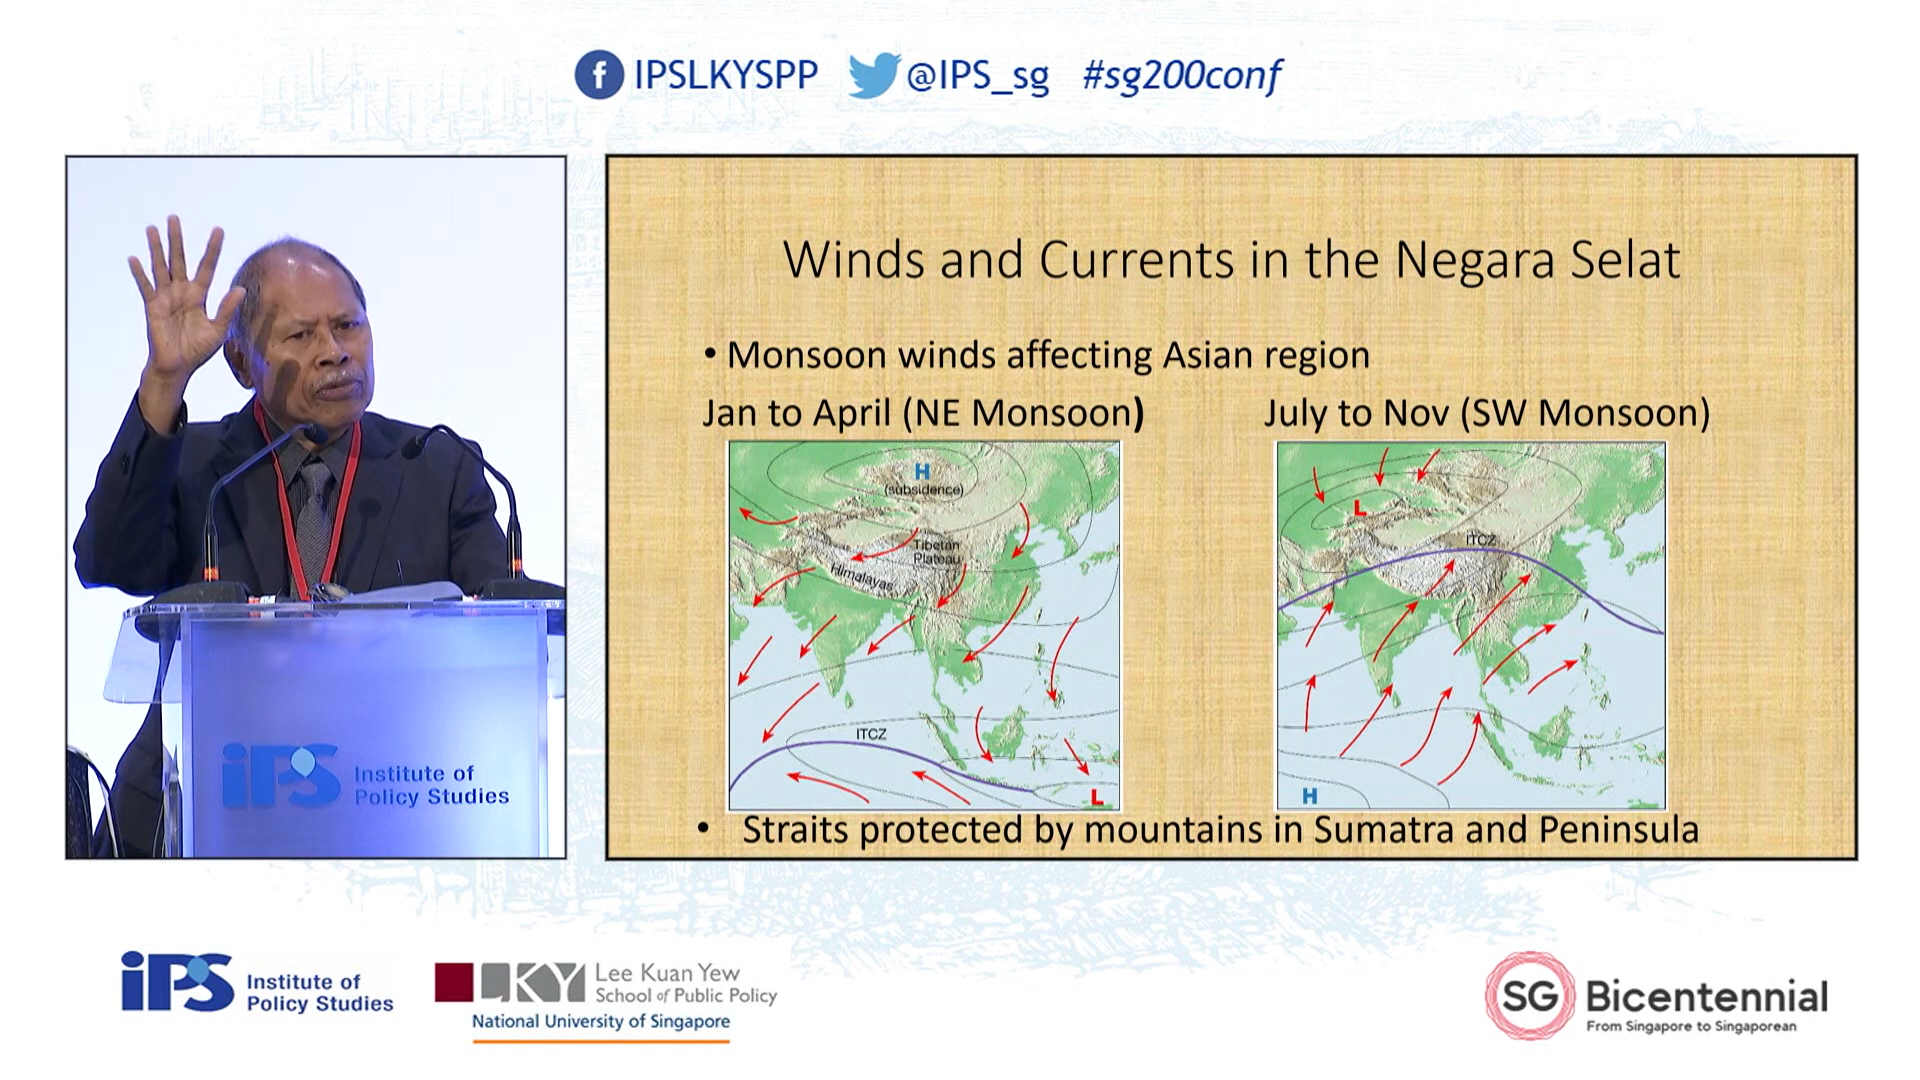 IPSLKYSPP @IPS_sg #sg200conf
Winds and Currents in the Negara Selat
• Monsoon winds affecting Asian region
Jan to April (NE Monsoon) July to Nov (SW Monsoon)
H
(subsidence)
Tibetan
Plateau
Himalayas
ITCZ
L
L
ITCZ
H
• Straits protected by mountains in Sumatra and Peninsula
iPS Institute of
Policy Studies
iPS Institute of
Policy Studies
LKY Lee Kuan Yew
School of Public Policy
National University of Singapore
SG Bicentennial
From Singapore to Singaporean